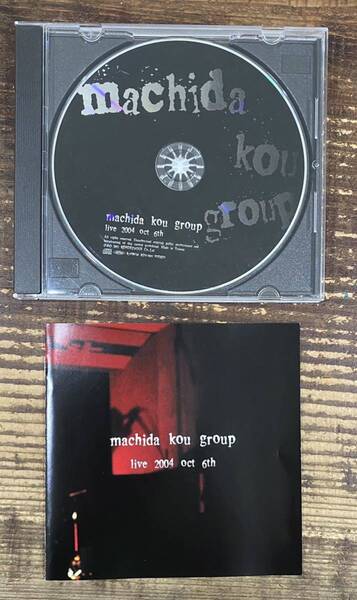 machida
kou
group
machida kou group
live 2004 oct 6th
machida kou group
live 2004 oct 6th